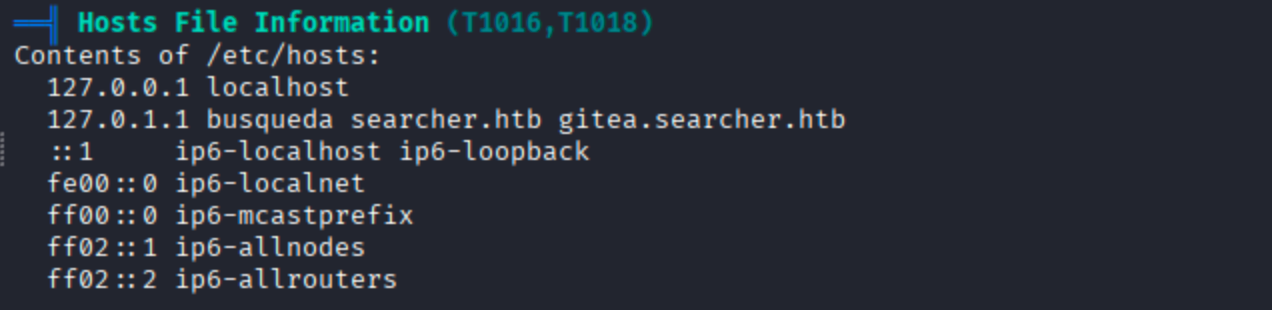 Hosts File Information (T1016,T1018)
Contents of /etc/hosts:
127.0.0.1 localhost
127.0.1.1 busqueda searcher.htb gitea.searcher.htb
::1     ip6-localhost ip6-loopback
fe00::0 ip6-localnet
ff00::0 ip6-mcastprefix
ff02::1 ip6-allnodes
ff02::2 ip6-allrouters